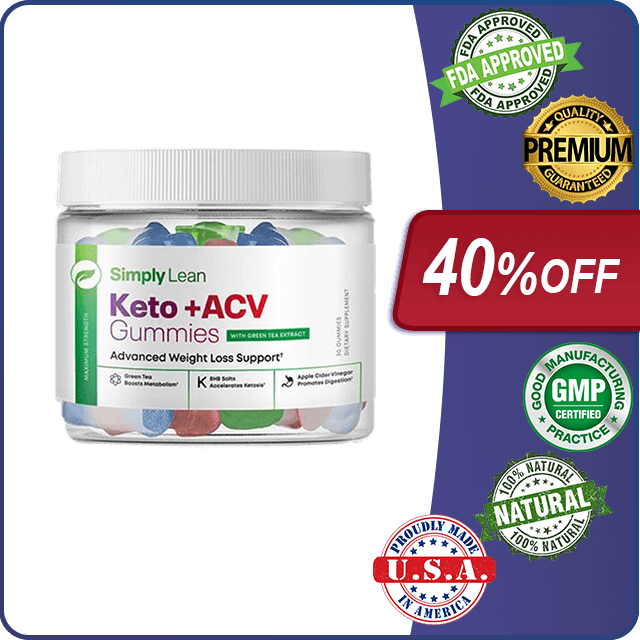 FDA APPROVED
FDA APPROVED
FDA APPROVED
QUALITY
PREMIUM
GUARANTEED
40%OFF
Simply Lean
Keto +ACV
Gummies
WITH GREEN TEA EXTRACT
Advanced Weight Loss Support†
Green Tea
Boosts Metabolism†
K
BHB Salts
Accelerates Ketosis†
Apple Cider Vinegar
Promotes Digestion†
MAXIMUM STRENGTH
30 GUMMIES
DIETARY SUPPLEMENT
GOOD MANUFACTURING
GMP
CERTIFIED
PRACTICE
100% NATURAL
NATURAL
100% NATURAL
PROUDLY MADE
U.S.A.
IN AMERICA